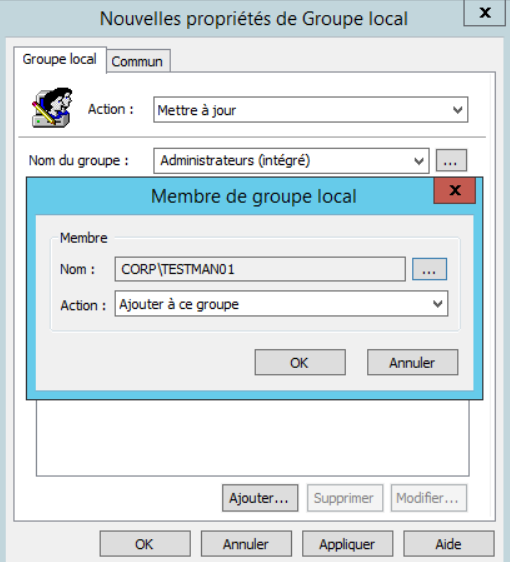 Nouvelles propriétés de Groupe local
x
Groupe local Commun
Action : Mettre à jour
Nom du groupe : Administrateurs (intégré) ...
Membre de groupe local
x
Membre
Nom : CORP\TESTMAN01 ...
Action : Ajouter à ce groupe
OK Annuler
Ajouter... Supprimer Modifier...
OK Annuler Appliquer Aide